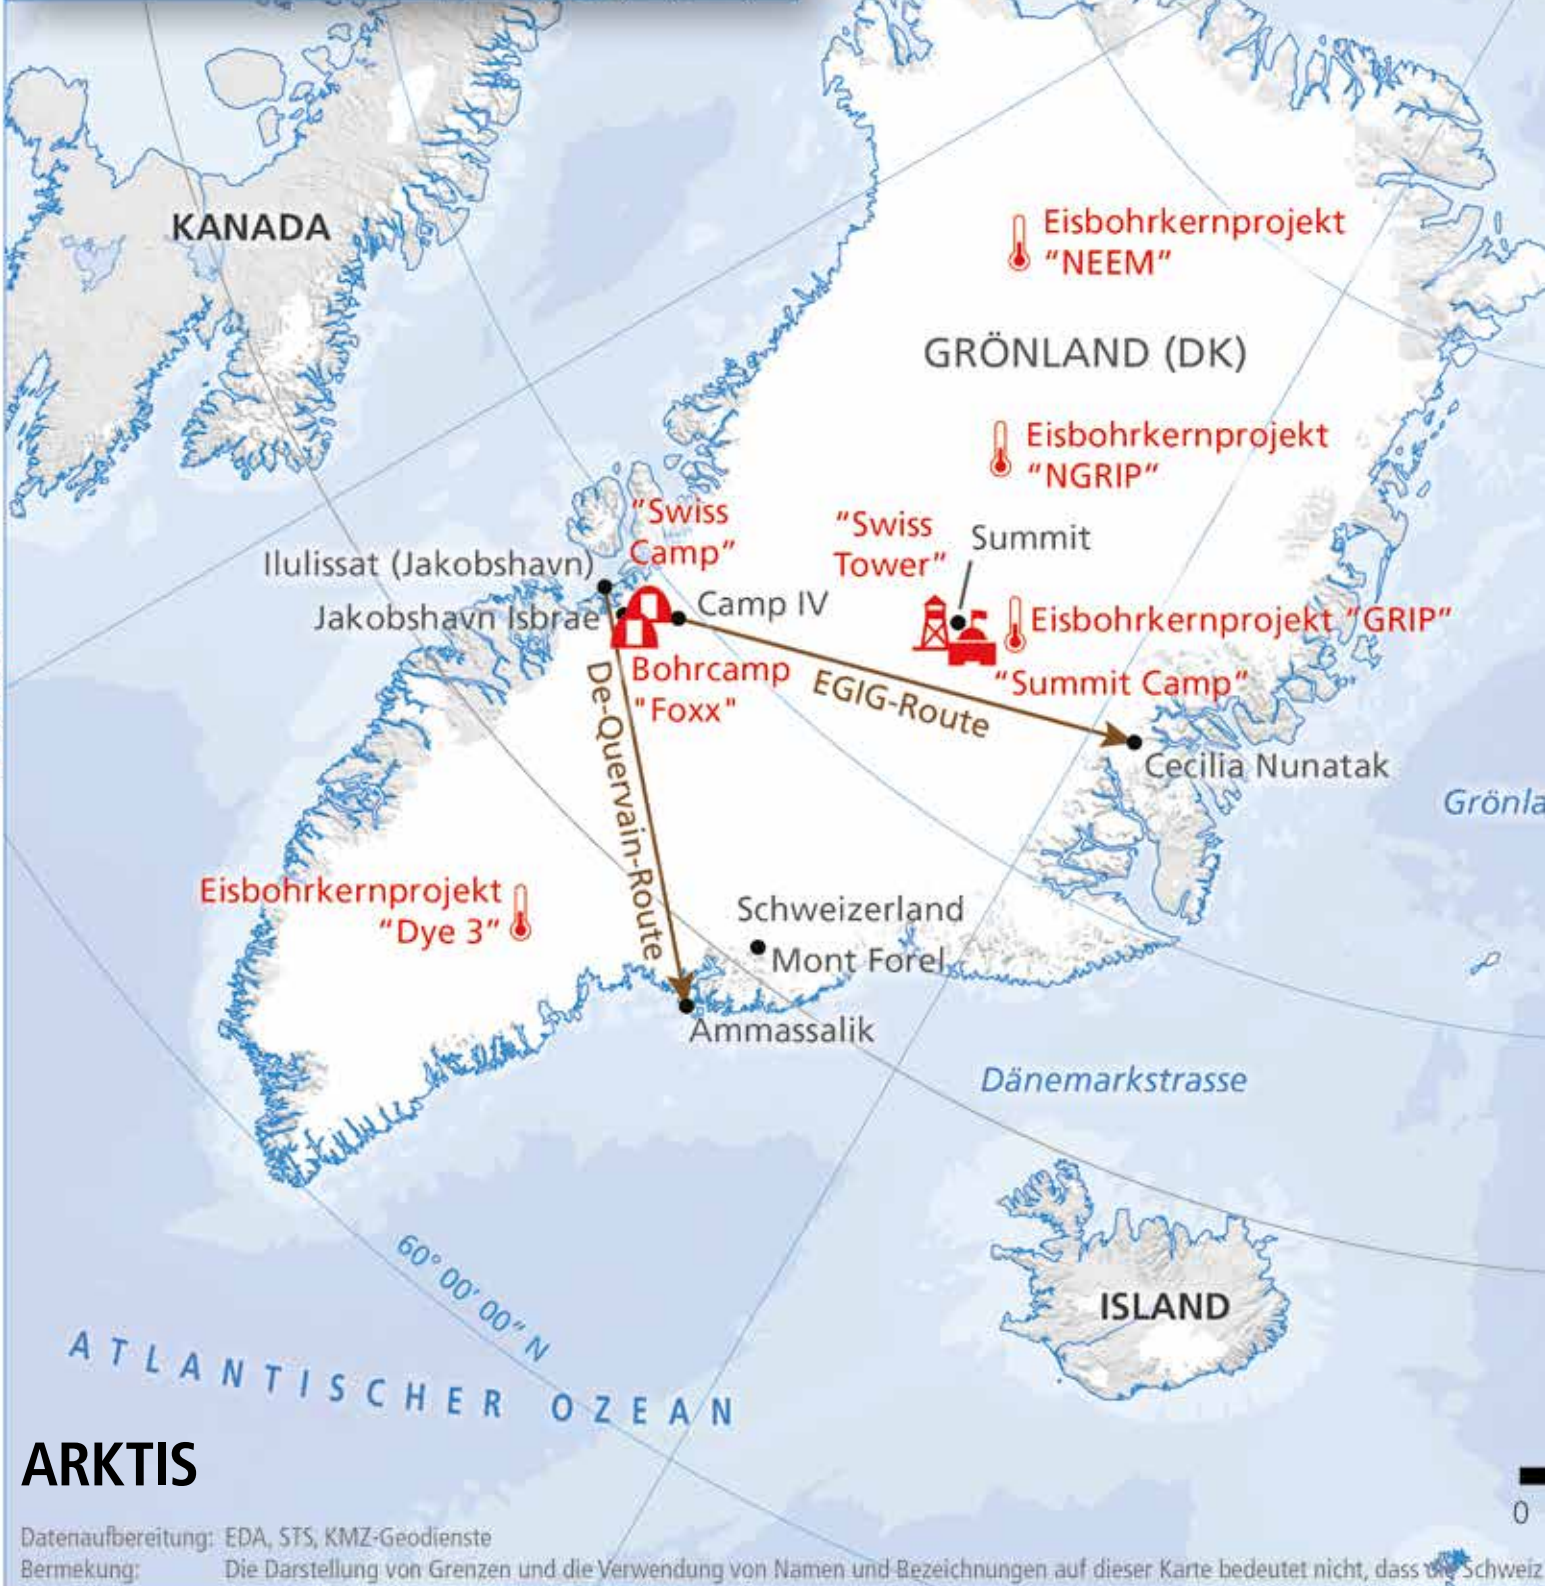 KANADA
Eisbohrkernprojekt
“NEEM”
GRÖNLAND (DK)
Eisbohrkernprojekt
“NGRIP”
“Swiss
Camp”
“Swiss
Tower”
Summit
Ilulissat (Jakobshavn)
Jakobshavn Isbrae
Camp IV
Eisbohrkernprojekt “GRIP”
“Summit Camp”
Bohrcamp
"Foxx"
EGIG-Route
De-Quervain-Route
Cecilia Nunatak
Grönla
Eisbohrkernprojekt
“Dye 3”
Schweizerland
Mont Forel
Ammassalik
Dänemarkstrasse
60° 00' 00" N
ISLAND
ATLANTISCHER OZEAN
ARKTIS
0
Datenaufbereitung: EDA, STS, KMZ-Geodienste
Bermekung: Die Darstellung von Grenzen und die Verwendung von Namen und Bezeichnungen auf dieser Karte bedeutet nicht, dass die Schweiz